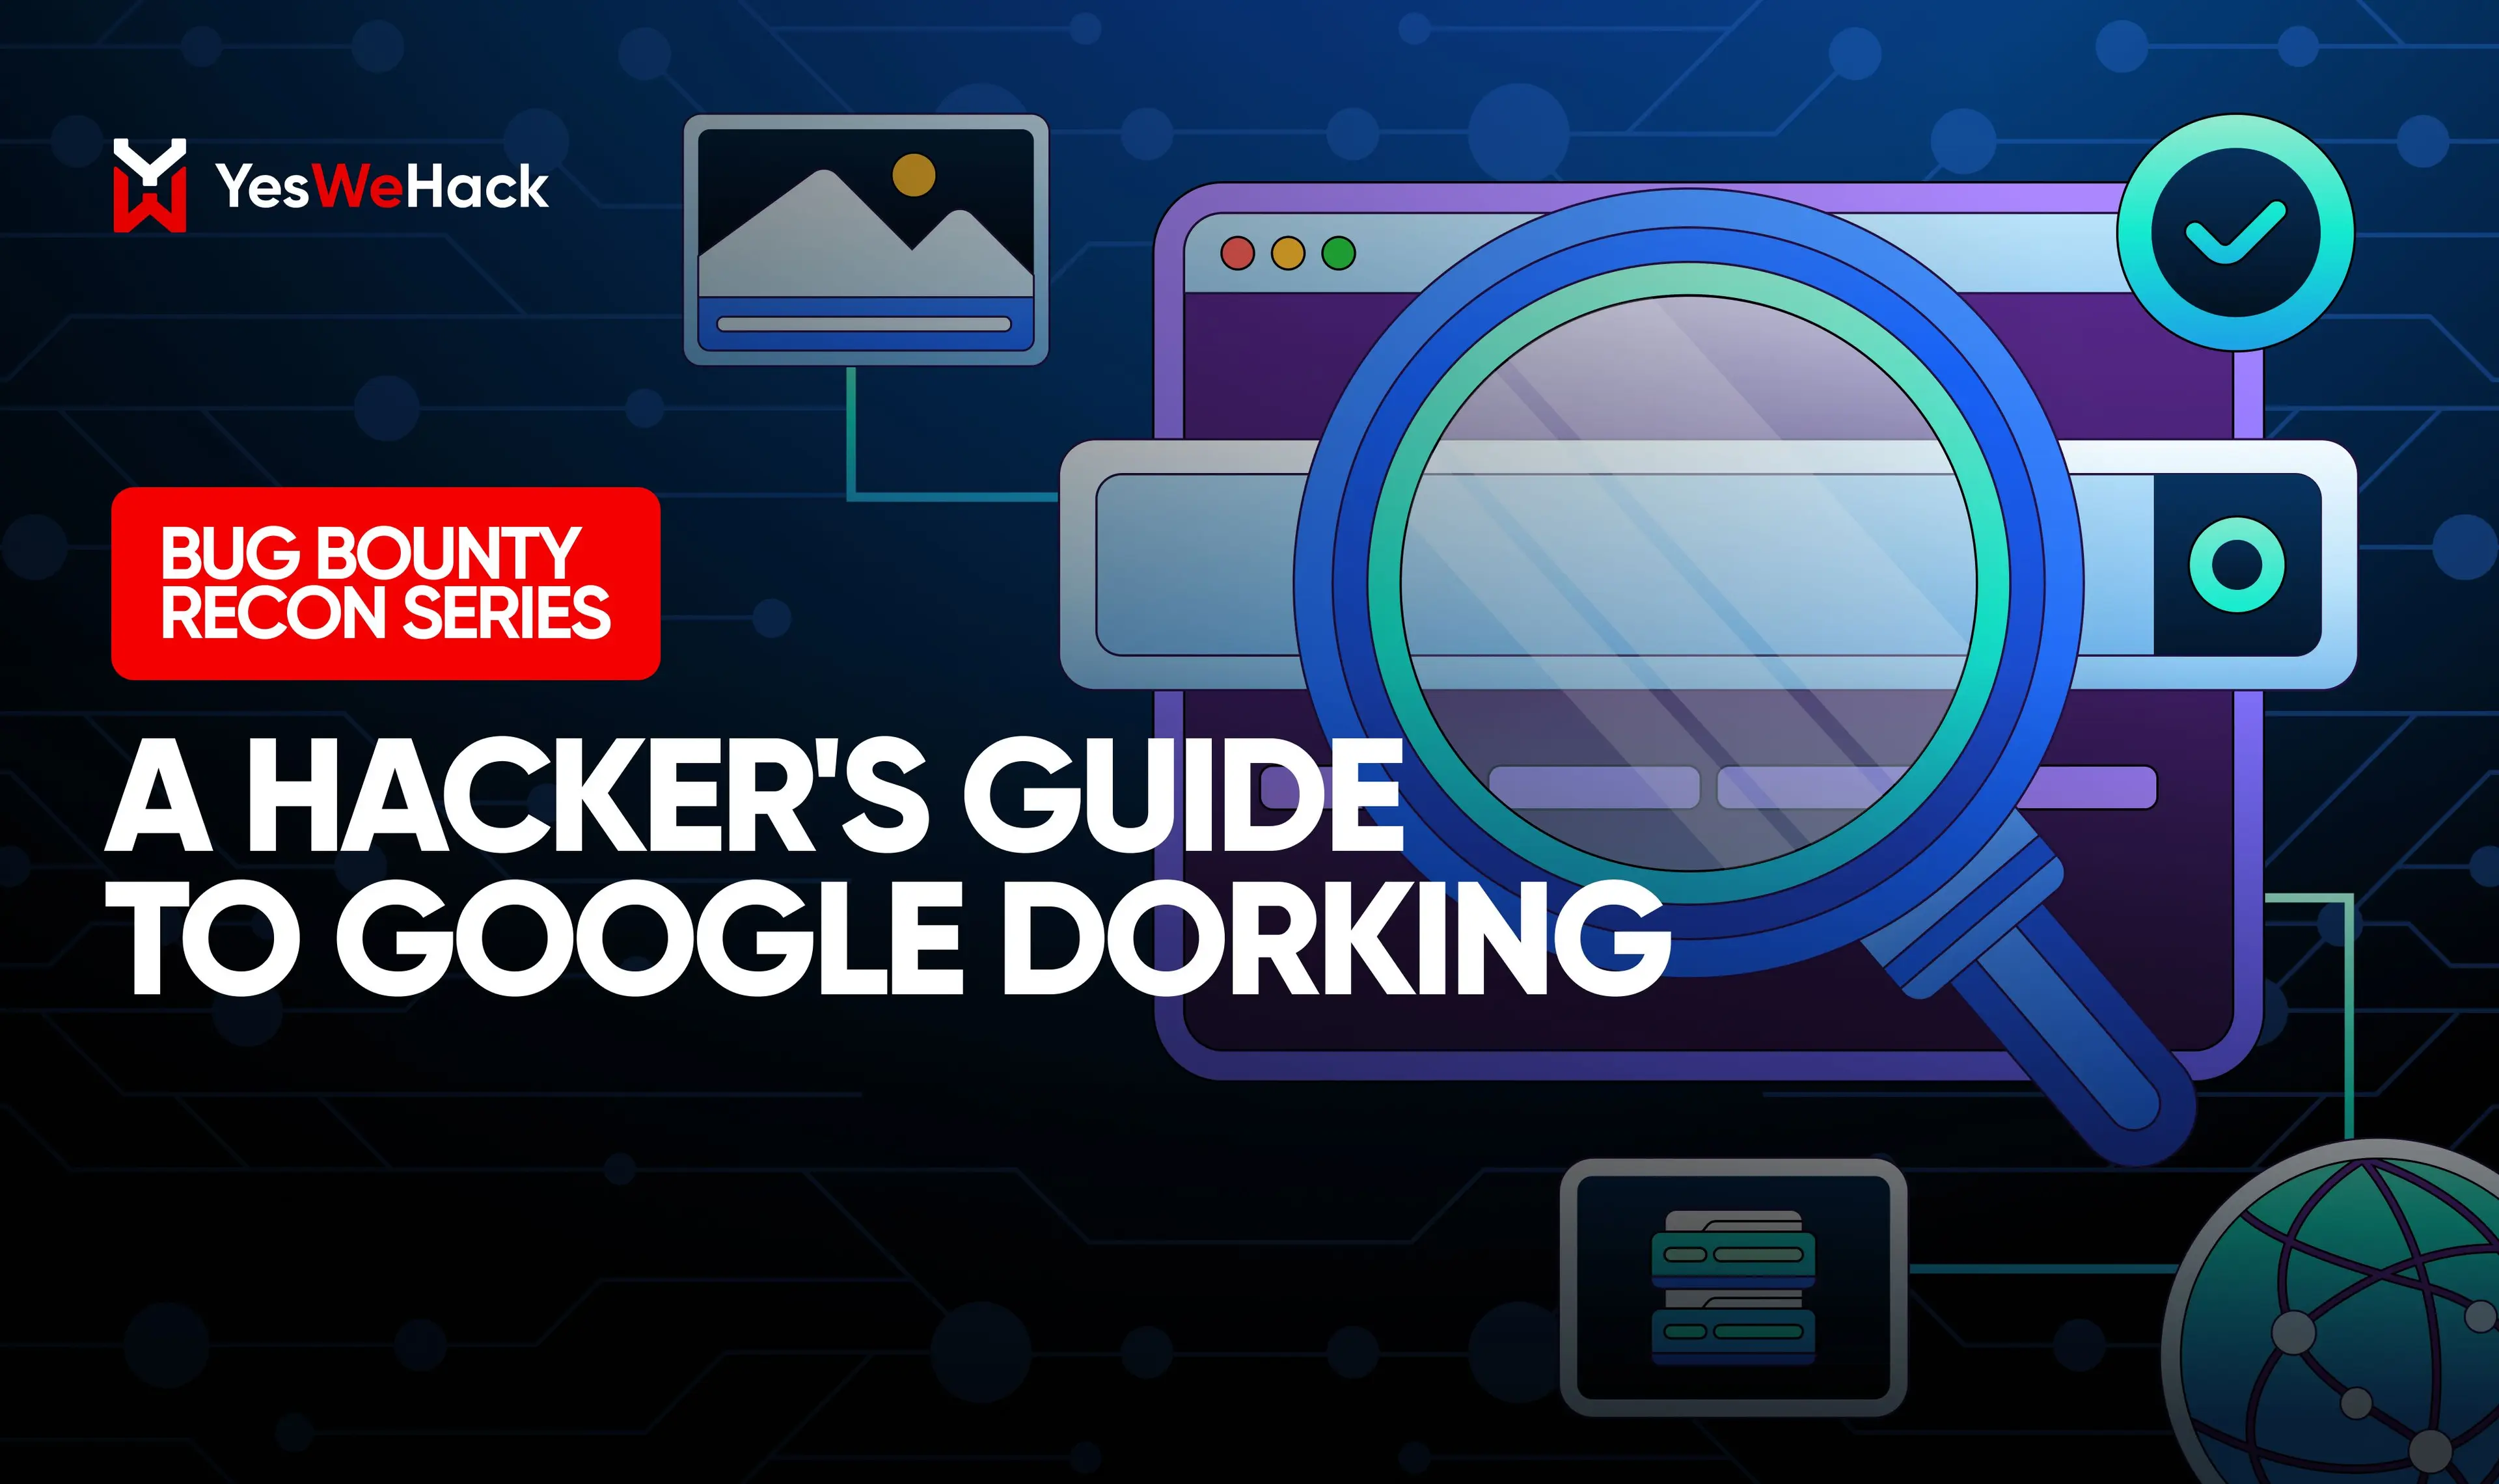 YesWeHack
BUG BOUNTY
RECON SERIES
A HACKER'S GUIDE
TO GOOGLE DORKING